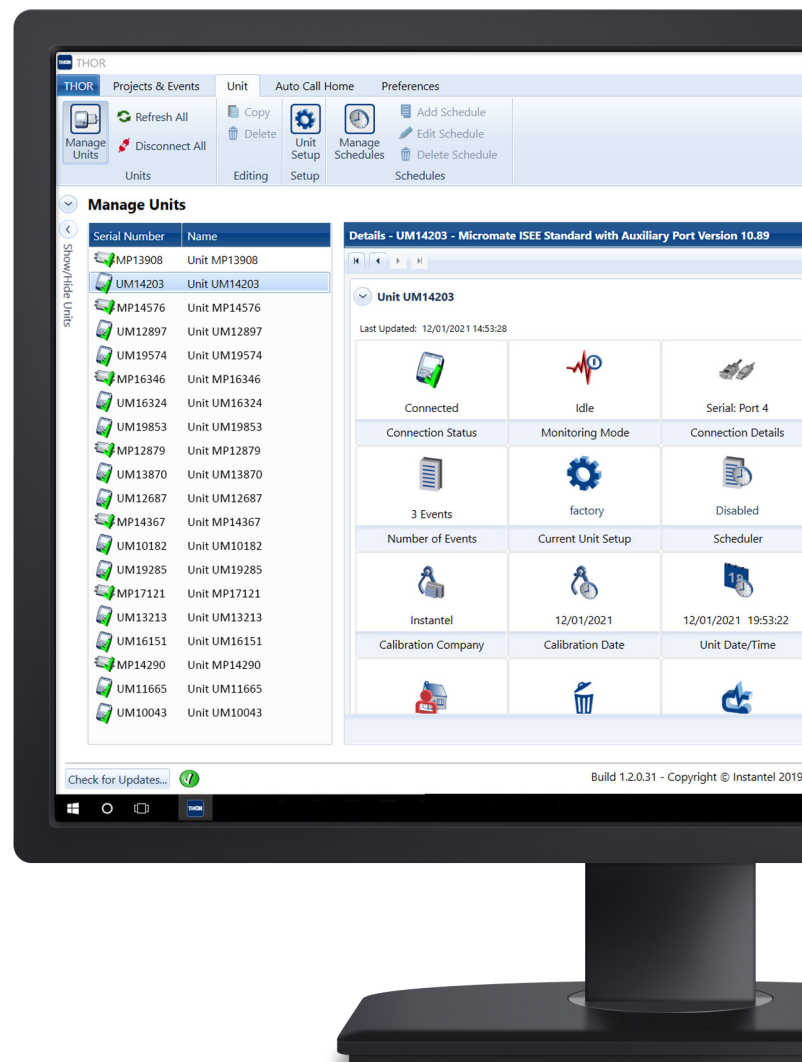 THOR THOR
THOR Projects & Events Unit Auto Call Home Preferences
Manage Units
Refresh All
Disconnect All
Units
Copy
Delete
Editing
Unit Setup
Setup
Manage Schedules
Add Schedule
Edit Schedule
Delete Schedule
Schedules
Manage Units
Show/Hide Units
Serial Number Name
MP13908 Unit MP13908
UM14203 Unit UM14203
MP14576 Unit MP14576
UM12897 Unit UM12897
UM19574 Unit UM19574
MP16346 Unit MP16346
UM16324 Unit UM16324
UM19853 Unit UM19853
MP12879 Unit MP12879
UM13870 Unit UM13870
UM12687 Unit UM12687
MP14367 Unit MP14367
UM10182 Unit UM10182
UM19285 Unit UM19285
MP17121 Unit MP17121
UM13213 Unit UM13213
UM16151 Unit UM16151
MP14290 Unit MP14290
UM11665 Unit UM11665
UM10043 Unit UM10043
Details - UM14203 - Micromate ISEE Standard with Auxiliary Port Version 10.89
Unit UM14203
Last Updated: 12/01/2021 14:53:28
Connected Idle Serial: Port 4
Connection Status Monitoring Mode Connection Details
3 Events factory Disabled
Number of Events Current Unit Setup Scheduler
Instantel 12/01/2021 12/01/2021 19:53:22
Calibration Company Calibration Date Unit Date/Time
Check for Updates...
Build 1.2.0.31 - Copyright © Instantel 2019
THOR